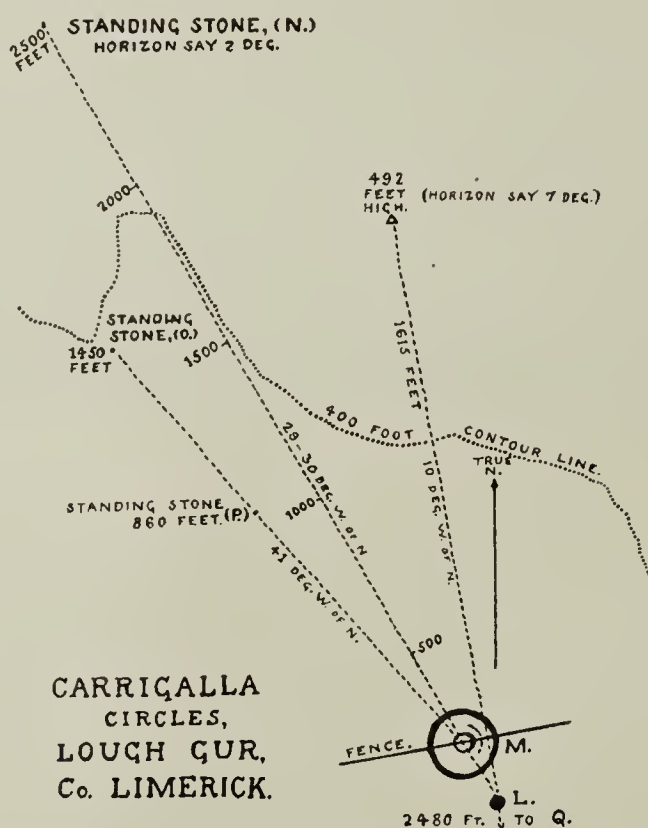 STANDING STONE, (N.)
HORIZON SAY 2 DEG.
2500
FEET
2000
492
FEET
HIGH.
(HORIZON SAY 7 DEG.)
STANDING
STONE, (O.)
1450
FEET
1500
1615 FEET
400 FOOT CONTOUR LINE.
TRUE
N.
28-30 DEG. W. OF N
10 DEG. W. OF N.
1000
STANDING STONE
860 FEET. (P.)
41 DEG. W. OF N.
500
CARRIGALLA
CIRCLES,
LOUGH GUR,
Co. LIMERICK.
FENCE.
M.
L.
2480 FT. TO Q.